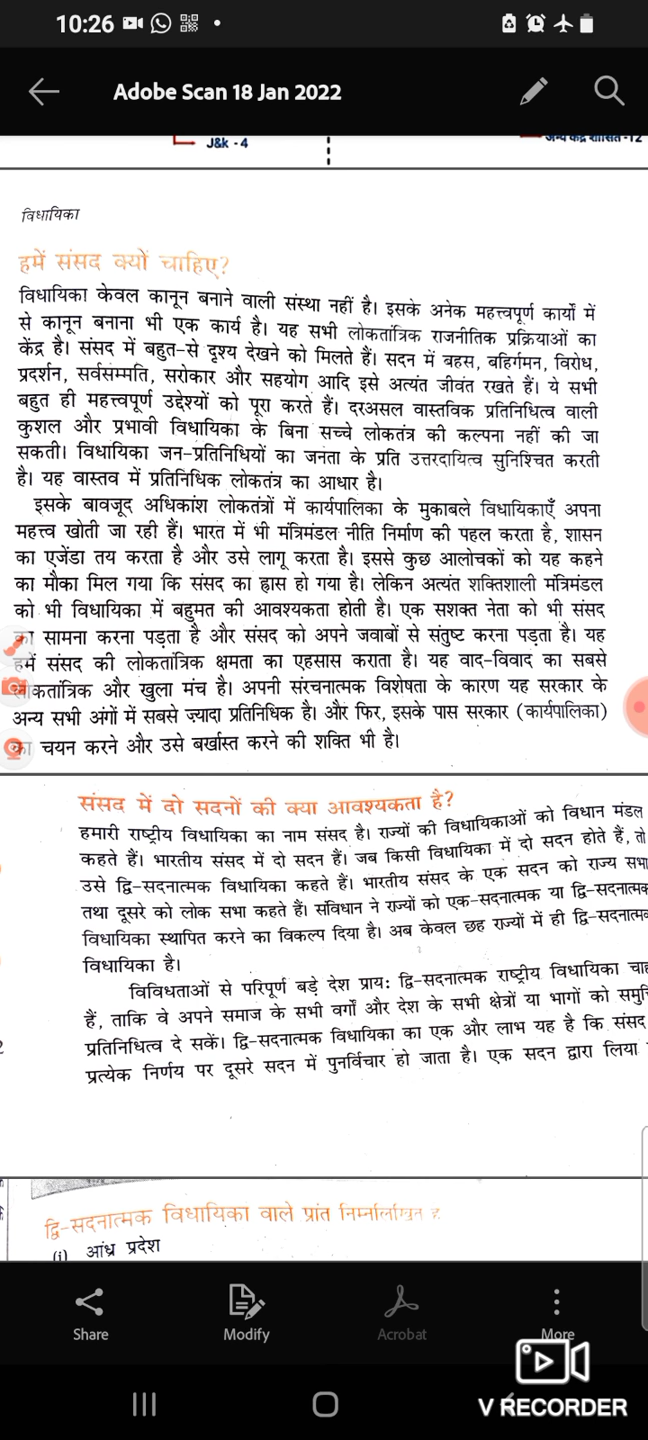 10:26
Adobe Scan 18 Jan 2022
J&k - 4
अन्य केंद्र शासित -12
विधायिका
हमें संसद क्यों चाहिए?
विधायिका केवल कानून बनाने वाली संस्था नहीं है। इसके अनेक महत्त्वपूर्ण कार्यों में
से कानून बनाना भी एक कार्य है। यह सभी लोकतांत्रिक राजनीतिक प्रक्रियाओं का
केंद्र है। संसद में बहुत-से दृश्य देखने को मिलते हैं। सदन में बहस, बहिर्गमन, विरोध,
प्रदर्शन, सर्वसम्मति, सरोकार और सहयोग आदि इसे अत्यंत जीवंत रखते हैं। ये सभी
बहुत ही महत्त्वपूर्ण उद्देश्यों को पूरा करते हैं। दरअसल वास्तविक प्रतिनिधित्व वाली
कुशल और प्रभावी विधायिका के बिना सच्चे लोकतंत्र की कल्पना नहीं की जा
सकती। विधायिका जन-प्रतिनिधियों का जनता के प्रति उत्तरदायित्व सुनिश्चित करती
है। यह वास्तव में प्रतिनिधिक लोकतंत्र का आधार है।
इसके बावजूद अधिकांश लोकतंत्रों में कार्यपालिका के मुकाबले विधायिकाएँ अपना
महत्त्व खोती जा रही हैं। भारत में भी मंत्रिमंडल नीति निर्माण की पहल करता है, शासन
का एजेंडा तय करता है और उसे लागू करता है। इससे कुछ आलोचकों को यह कहने
का मौका मिल गया कि संसद का ह्रास हो गया है। लेकिन अत्यंत शक्तिशाली मंत्रिमंडल
को भी विधायिका में बहुमत की आवश्यकता होती है। एक सशक्त नेता को भी संसद
का सामना करना पड़ता है और संसद को अपने जवाबों से संतुष्ट करना पड़ता है। यह
हमें संसद की लोकतांत्रिक क्षमता का एहसास कराता है। यह वाद-विवाद का सबसे
लोकतांत्रिक और खुला मंच है। अपनी संरचनात्मक विशेषता के कारण यह सरकार के
अन्य सभी अंगों में सबसे ज़्यादा प्रतिनिधिक है। और फिर, इसके पास सरकार (कार्यपालिका)
का चयन करने और उसे बर्खास्त करने की शक्ति भी है।
संसद में दो सदनों की क्या आवश्यकता है?
हमारी राष्ट्रीय विधायिका का नाम संसद है। राज्यों की विधायिकाओं को विधान मंडल
कहते हैं। भारतीय संसद में दो सदन हैं। जब किसी विधायिका में दो सदन होते हैं, तो
उसे द्वि-सदनात्मक विधायिका कहते हैं। भारतीय संसद के एक सदन को राज्य सभा
तथा दूसरे को लोक सभा कहते हैं। संविधान ने राज्यों को एक-सदनात्मक या द्वि-सदनात्मक
विधायिका स्थापित करने का विकल्प दिया है। अब केवल छह राज्यों में ही द्वि-सदनात्मक
विधायिका है।
विविधताओं से परिपूर्ण बड़े देश प्रायः द्वि-सदनात्मक राष्ट्रीय विधायिका
हैं, ताकि वे अपने समाज के सभी वर्गों और देश के सभी क्षेत्रों या भागों को
प्रतिनिधित्व दे सकें। द्वि-सदनात्मक विधायिका का एक और लाभ यह है कि संसद
प्रत्येक निर्णय पर दूसरे सदन में पुनर्विचार हो जाता है। एक सदन द्वारा लिया
द्वि-सदनात्मक विधायिका वाले प्रांत निम्नलिखित
(i) आंध्र प्रदेश
Share
Modify
Acrobat
More
V RECORDER